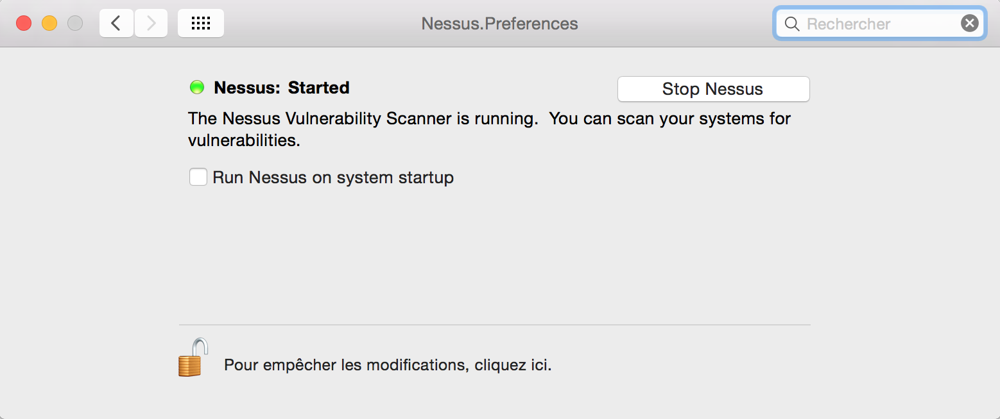 Nessus.Preferences
Rechercher
Nessus: Started
Stop Nessus
The Nessus Vulnerability Scanner is running.  You can scan your systems for
vulnerabilities.
Run Nessus on system startup
Pour empêcher les modifications, cliquez ici.